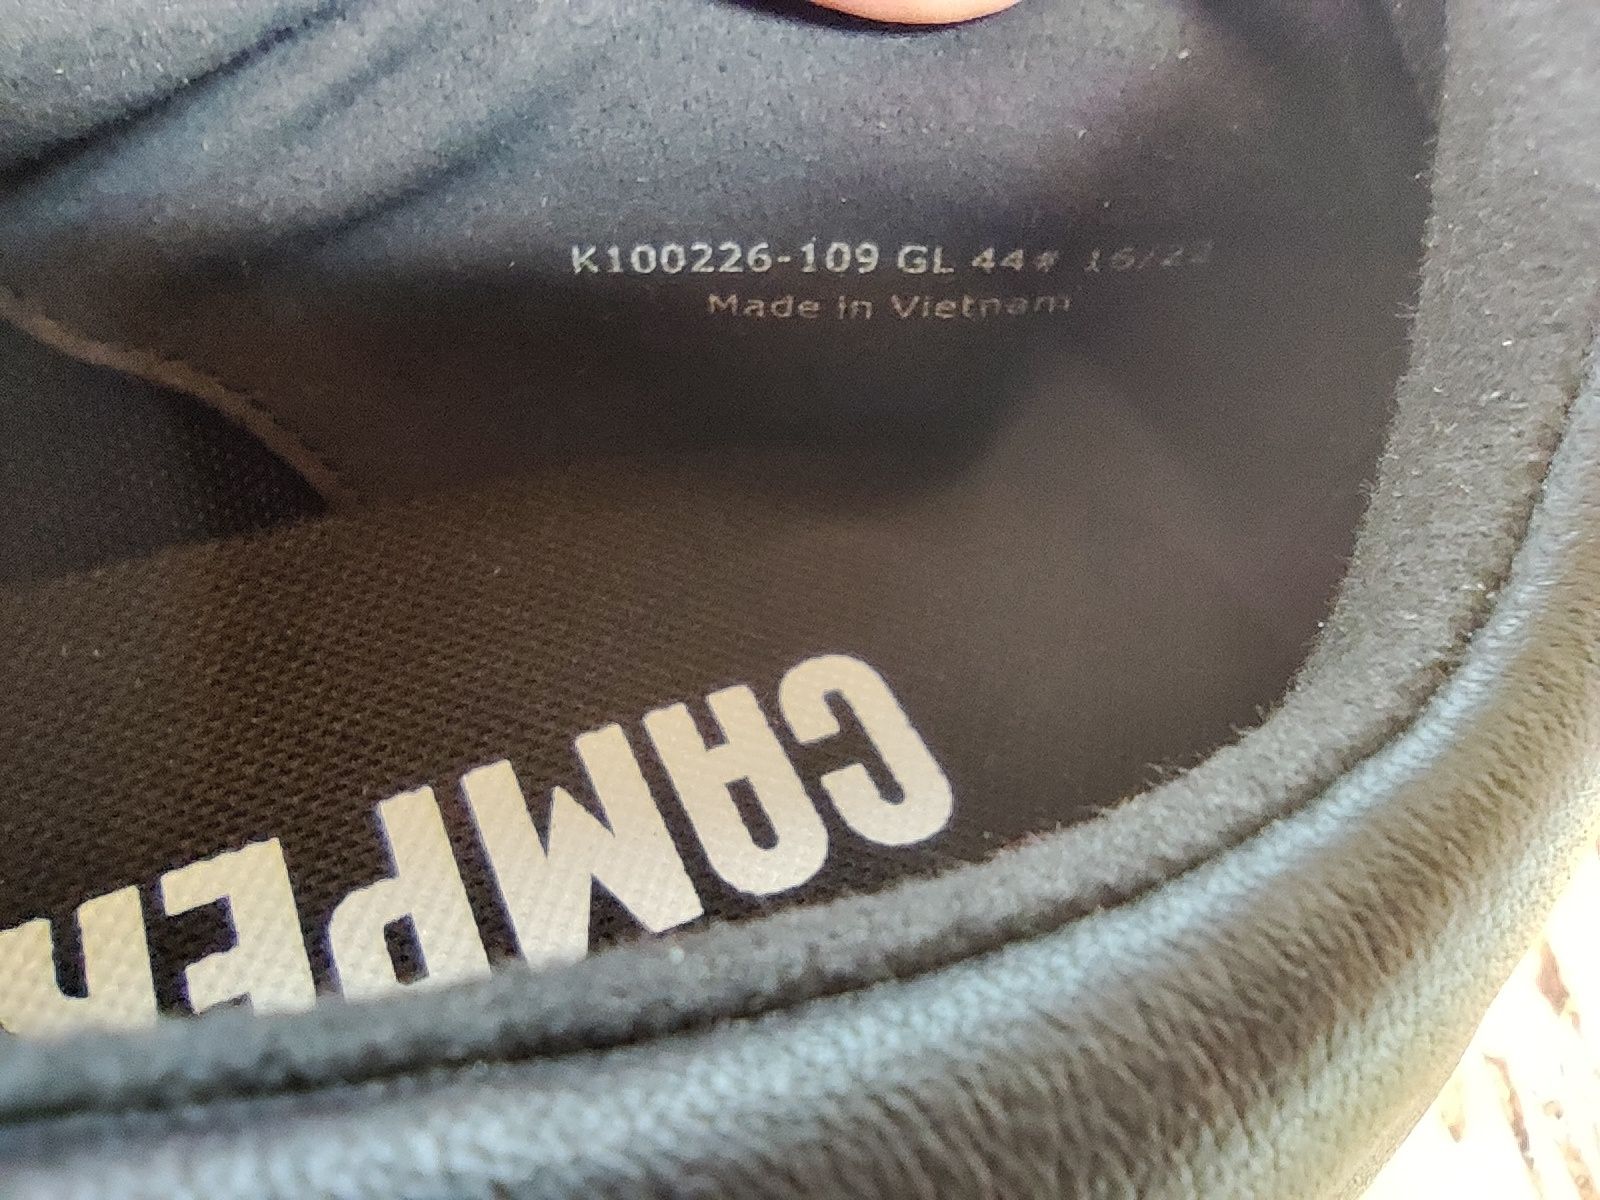 K100226-109 GL 44#
Made in Vietnam
CAMPER